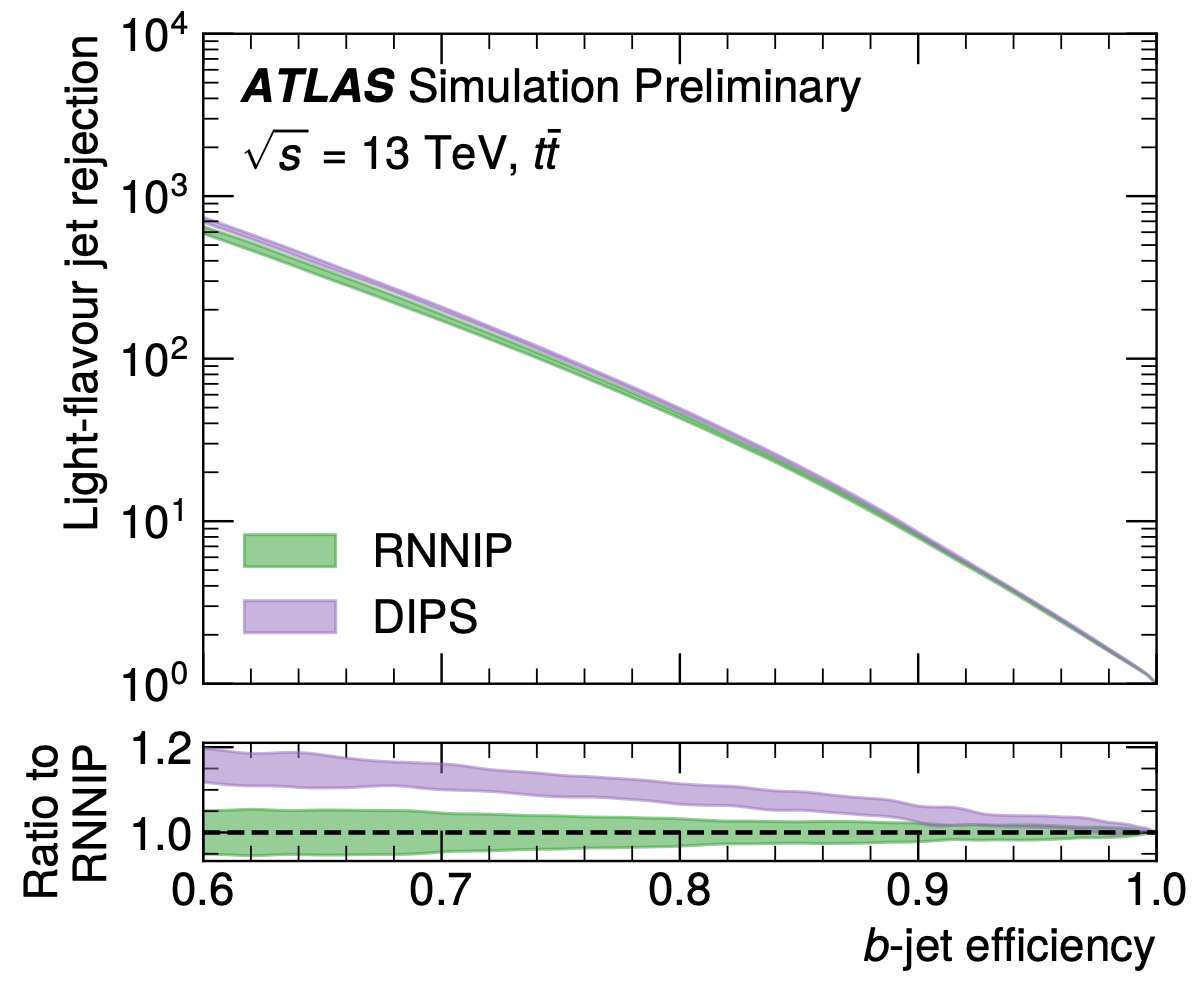 10⁴
10³
10²
10¹
10⁰
Light-flavour jet rejection
ATLAS Simulation Preliminary
√s = 13 TeV, tt̄
RNNIP
DIPS
1.2
1.0
Ratio to
RNNIP
0.6 0.7 0.8 0.9 1.0
b-jet efficiency